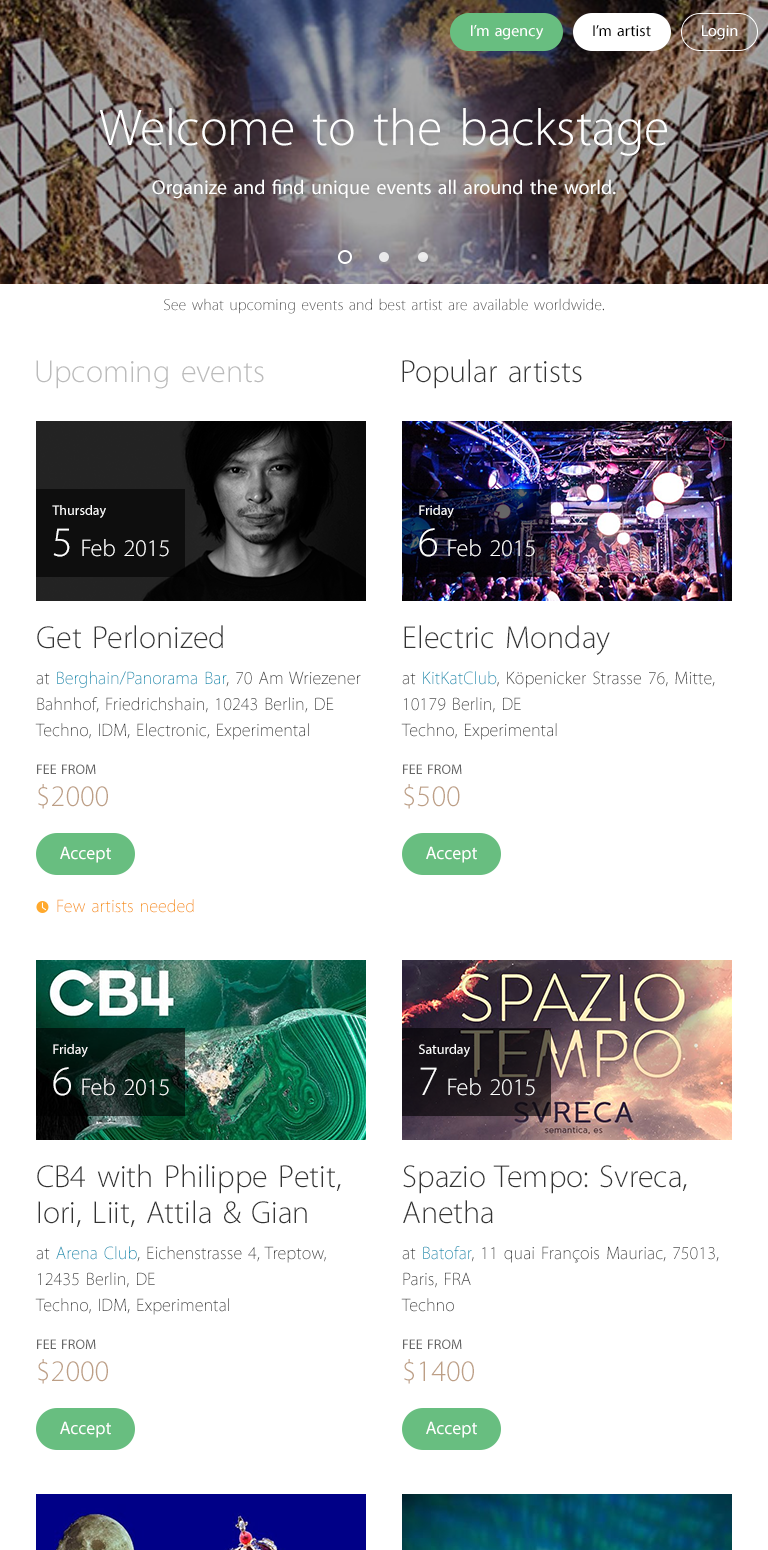 I'm agency
I'm artist
Login
Welcome to the backstage
Organize and find unique events all around the world.
See what upcoming events and best artist are available worldwide.
Upcoming events
Popular artists
Thursday
5 Feb 2015
Get Perlonized
at Berghain/Panorama Bar, 70 Am Wriezener
Bahnhof, Friedrichshain, 10243 Berlin, DE
Techno, IDM, Electronic, Experimental
FEE FROM
$2000
Accept
Few artists needed
Friday
6 Feb 2015
Electric Monday
at KitKatClub, Köpenicker Strasse 76, Mitte,
10179 Berlin, DE
Techno, Experimental
FEE FROM
$500
Accept
CB4
Friday
6 Feb 2015
CB4 with Philippe Petit,
Iori, Liit, Attila & Gian
at Arena Club, Eichenstrasse 4, Treptow,
12435 Berlin, DE
Techno, IDM, Experimental
FEE FROM
$2000
Accept
SPAZIO
TEMPO
SVRECA
semantica, es
Saturday
7 Feb 2015
Spazio Tempo: Svreca,
Anetha
at Batofar, 11 quai François Mauriac, 75013,
Paris, FRA
Techno
FEE FROM
$1400
Accept